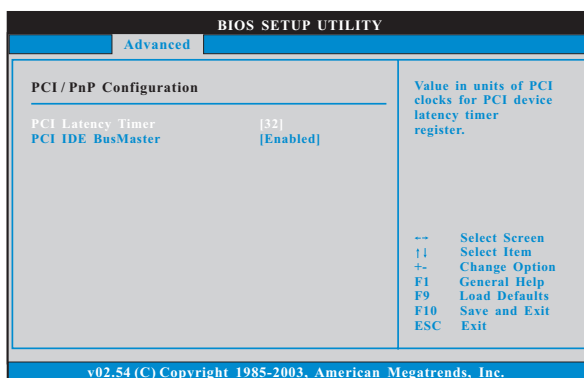 BIOS SETUP UTILITY
Advanced
PCI / PnP Configuration
PCI Latency Timer [32]
PCI IDE BusMaster [Enabled]
Value in units of PCI
clocks for PCI device
latency timer
register.
←→ Select Screen
↑↓ Select Item
+- Change Option
F1 General Help
F9 Load Defaults
F10 Save and Exit
ESC Exit
v02.54 (C) Copyright 1985-2003, American Megatrends, Inc.